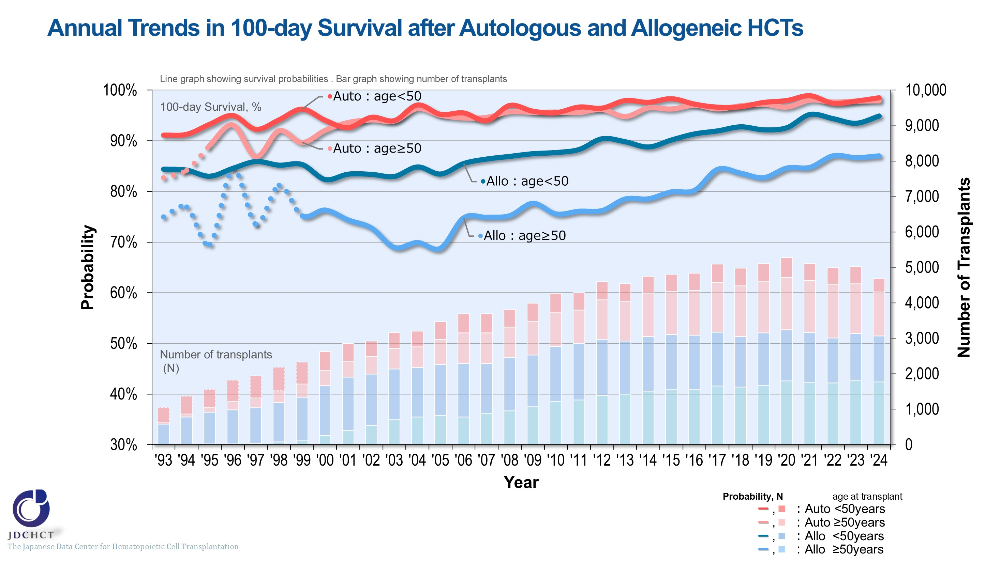 Annual Trends in 100-day Survival after Autologous and Allogeneic HCTs
Line graph showing survival probabilities . Bar graph showing number of transplants
100%
90%
80%
70%
60%
50%
40%
30%
Probability
100-day Survival, %
Auto : age<50
Auto : age≥50
Allo : age<50
Allo : age≥50
Number of transplants
(N)
10,000
9,000
8,000
7,000
6,000
5,000
4,000
3,000
2,000
1,000
0
Number of Transplants
'93 '94 '95 '96 '97 '98 '99 '00 '01 '02 '03 '04 '05 '06 '07 '08 '09 '10 '11 '12 '13 '14 '15 '16 '17 '18 '19 '20 '21 '22 '23 '24
Year
Probability, N age at transplant
, : Auto <50years
, : Auto ≥50years
, : Allo <50years
, : Allo ≥50years
JDCHCT
The Japanese Data Center for Hematopoietic Cell Transplantation